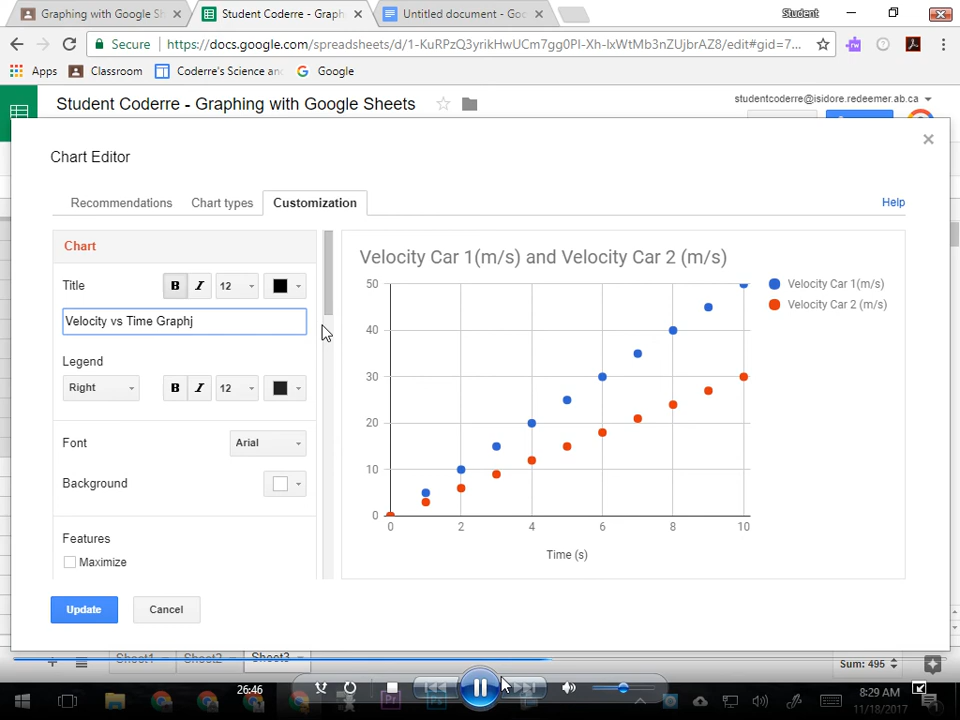 Graphing with Google Sh
Student Coderre - Graph
Untitled document - Goo
Student
Secure
https://docs.google.com/spreadsheets/d/1-KuRPzQ3yrikHwUCm7gg0PI-Xh-IxWtMb3nZUjbrAZ8/edit#gid=7...
rw
Apps
Classroom
Coderre's Science and
Google
Student Coderre - Graphing with Google Sheets
studentcoderre@isidore.redeemer.ab.ca
Chart Editor
Recommendations
Chart types
Customization
Help
Chart
Title
B
I
12
Velocity vs Time Graphj
Legend
Right
B
I
12
Font
Arial
Background
Features
Maximize
Velocity Car 1(m/s) and Velocity Car 2 (m/s)
50
40
30
20
10
0
0
2
4
6
8
10
Time (s)
Velocity Car 1(m/s)
Velocity Car 2 (m/s)
Update
Cancel
Sheet1
Sheet2
Sheet3
Sum: 495
26:46
Pr
8:29 AM
11/18/2017